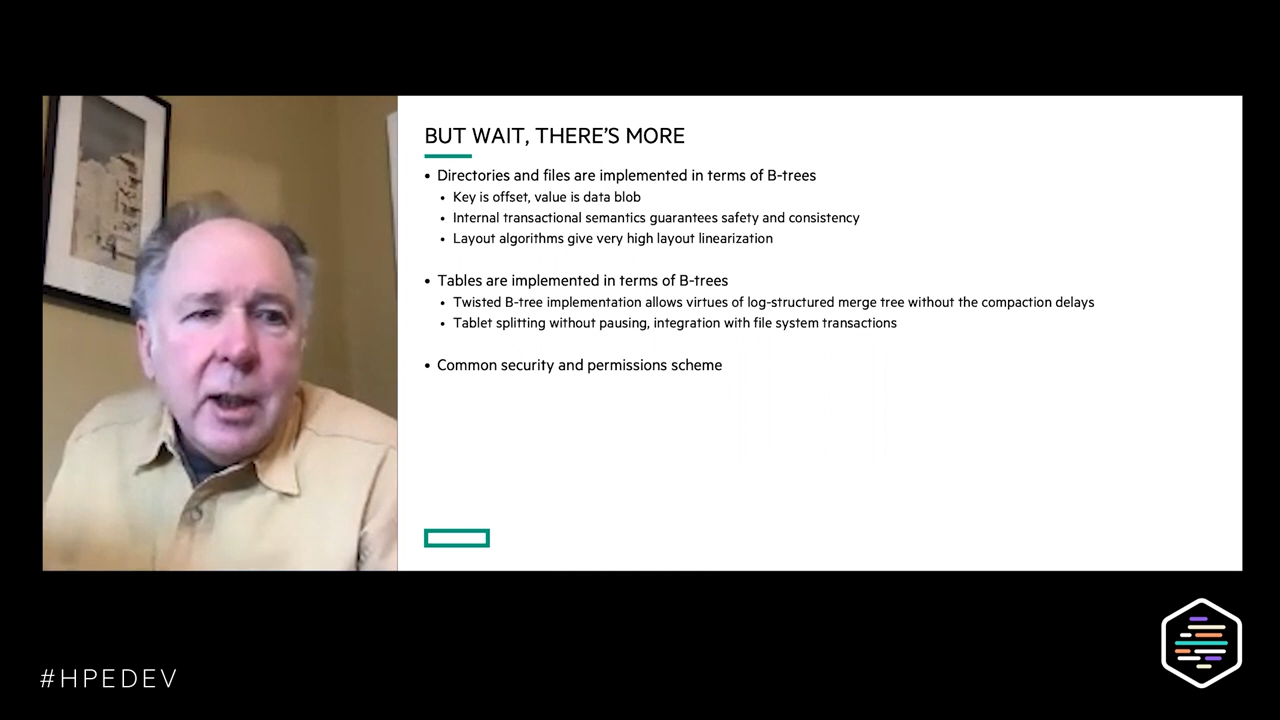 BUT WAIT, THERE’S MORE
• Directories and files are implemented in terms of B-trees
• Key is offset, value is data blob
• Internal transactional semantics guarantees safety and consistency
• Layout algorithms give very high layout linearization
• Tables are implemented in terms of B-trees
• Twisted B-tree implementation allows virtues of log-structured merge tree without the compaction delays
• Tablet splitting without pausing, integration with file system transactions
• Common security and permissions scheme
#HPEDEV